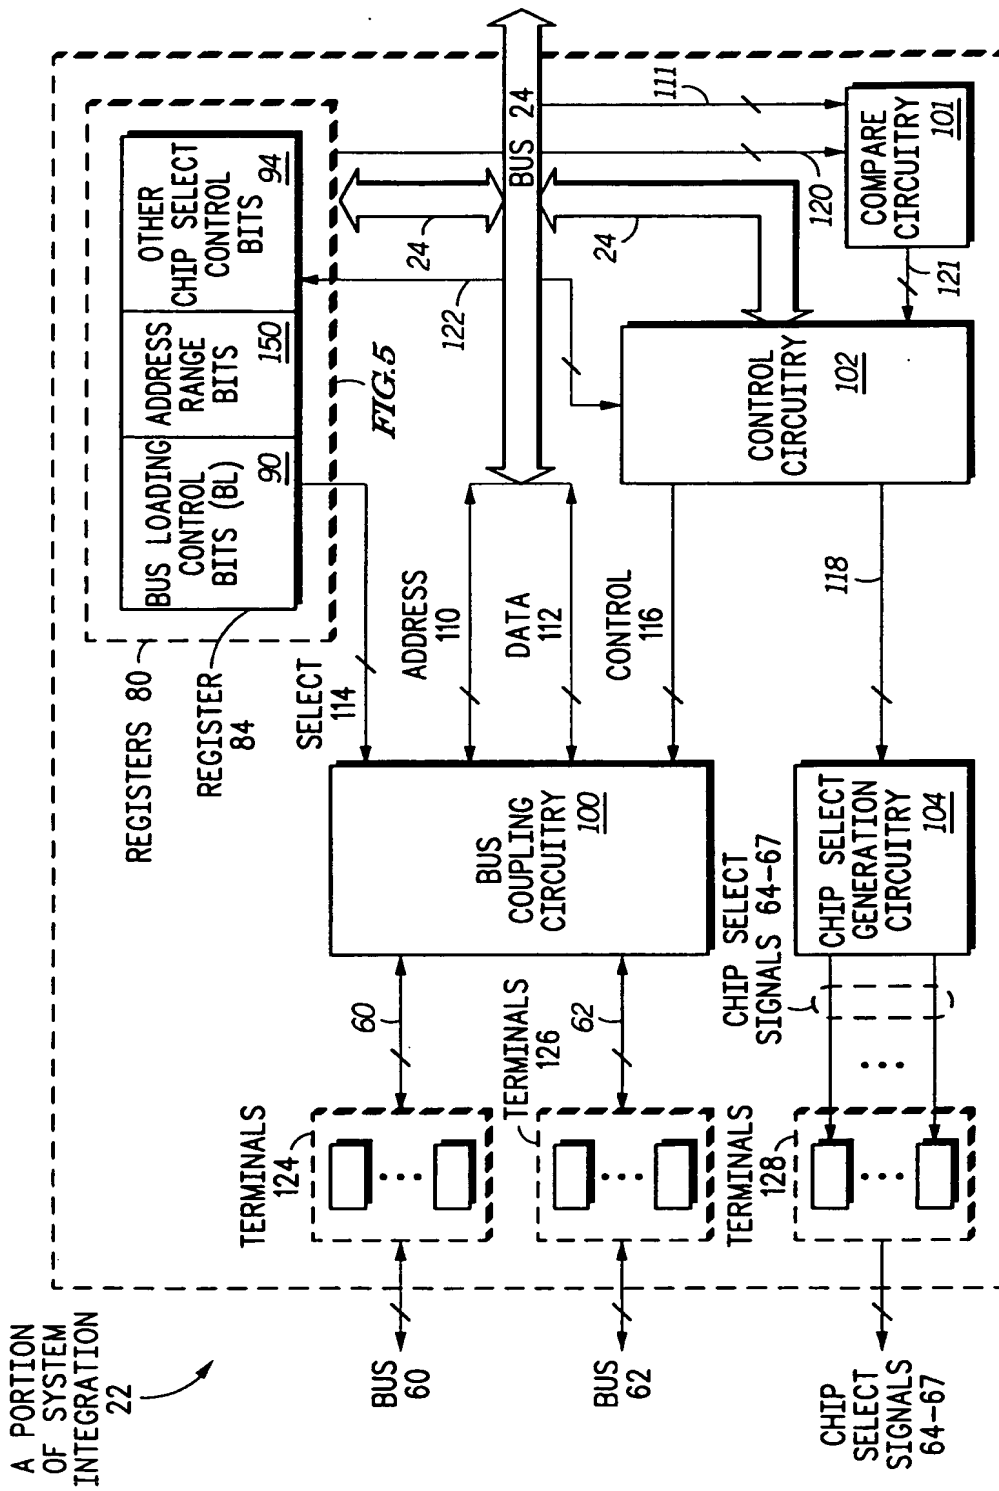 A PORTION
OF SYSTEM
INTEGRATION
22
REGISTERS 80
REGISTER
84
BUS LOADING
CONTROL
BITS (BL)
90
ADDRESS
RANGE
BITS
150
OTHER
CHIP SELECT
CONTROL
BITS
94
FIG.5
SELECT
114
ADDRESS
110
DATA
112
CONTROL
116
122
24
24
BUS 24
111
120
COMPARE
CIRCUITRY
101
121
CONTROL
CIRCUITRY
102
118
BUS
COUPLING
CIRCUITRY
100
CHIP SELECT
GENERATION
CIRCUITRY
104
CHIP SELECT
SIGNALS 64-67
60
62
TERMINALS
124
TERMINALS
126
TERMINALS
128
BUS
60
BUS
62
CHIP
SELECT
SIGNALS
64-67